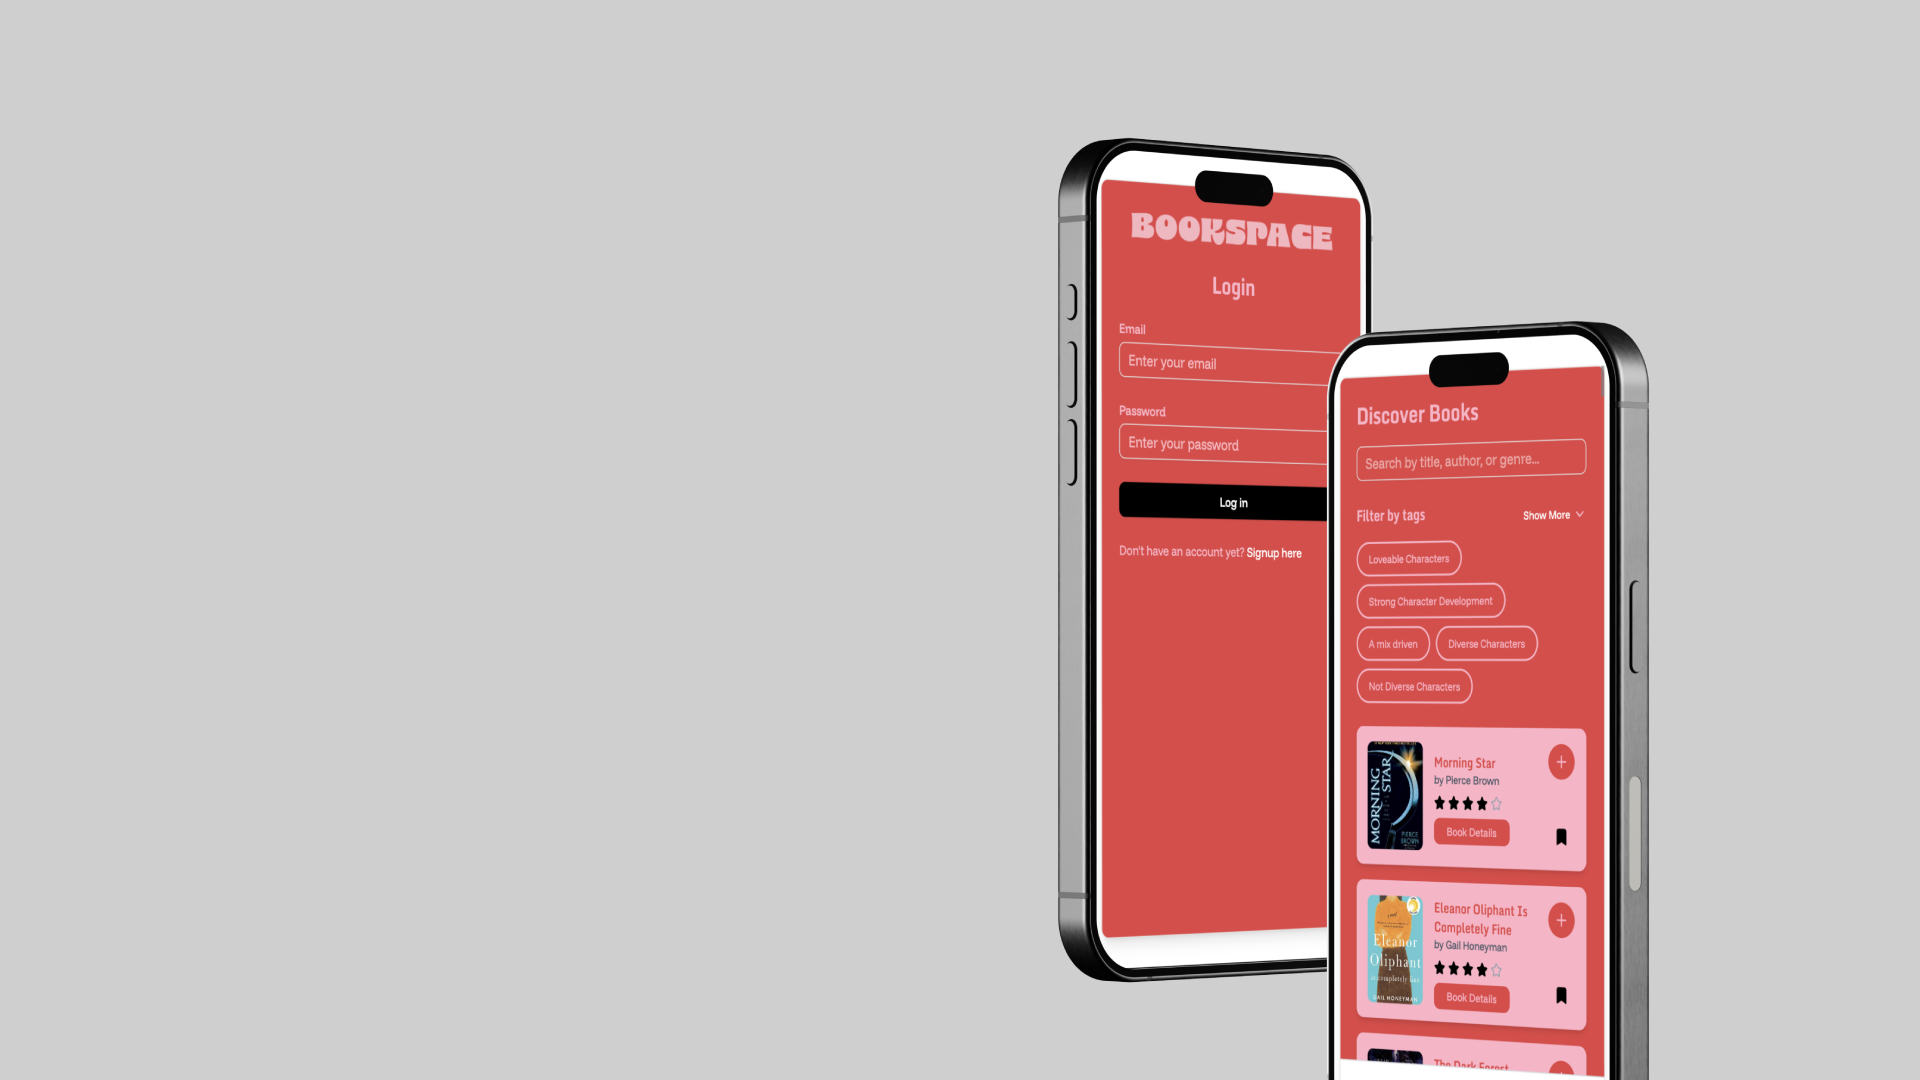 BOOKSPACE
Login
Email
Enter your email
Password
Enter your password
Log in
Don't have an account yet? Signup here
Discover Books
Search by title, author, or genre...
Filter by tags
Show More
Loveable Characters
Strong Character Development
A mix driven
Diverse Characters
Not Diverse Characters
MORNING
STAR
PIERCE
BROWN
Morning Star
by Pierce Brown
Book Details
Eleanor
Oliphant
is completely fine
GAIL HONEYMAN
Eleanor Oliphant Is
Completely Fine
by Gail Honeyman
Book Details
The Dark Forest